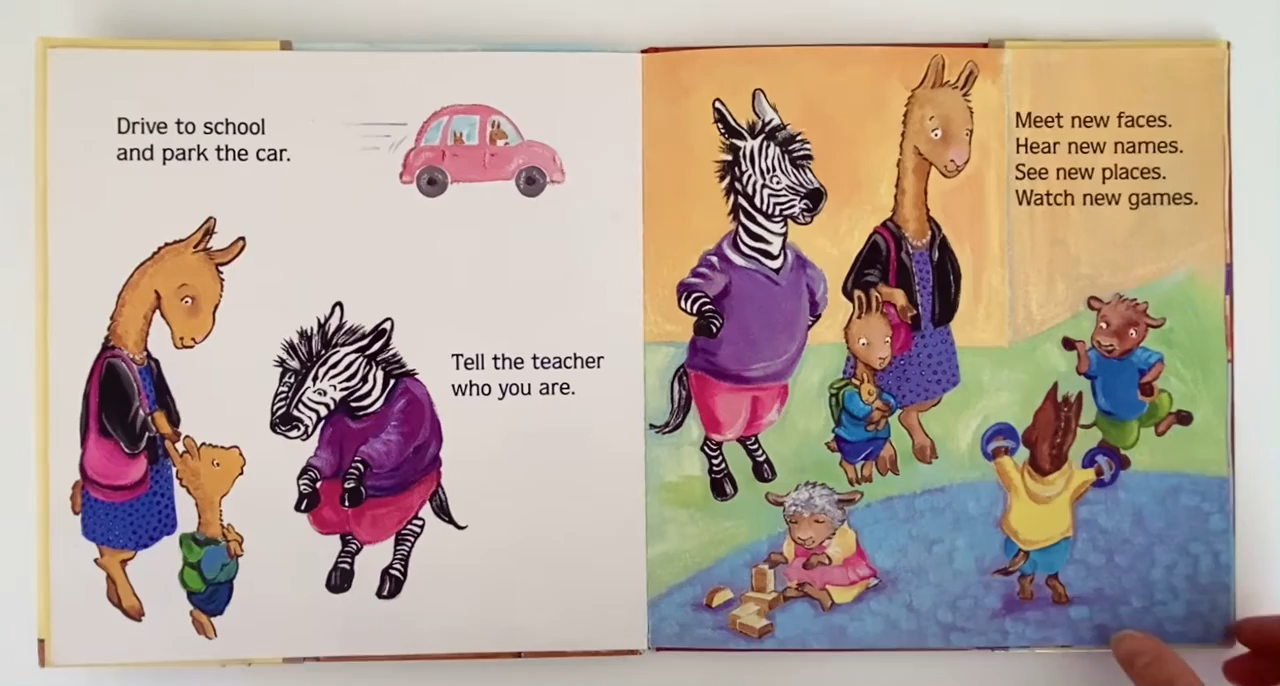 Drive to school
and park the car.
Tell the teacher
who you are.
Meet new faces.
Hear new names.
See new places.
Watch new games.